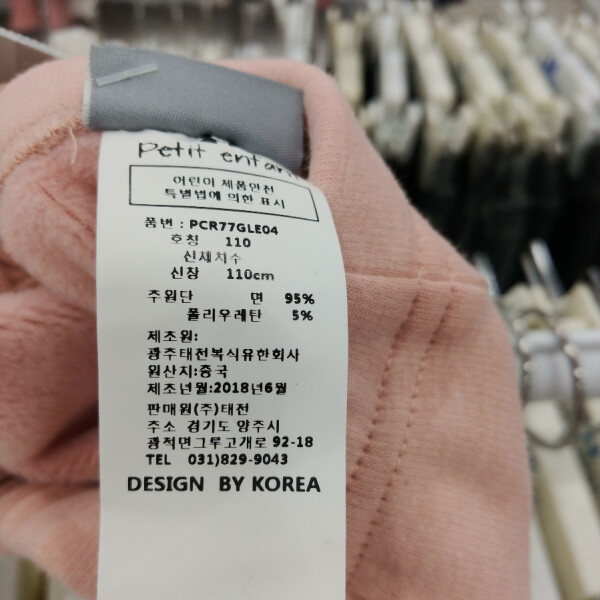 petit enfan
어린이 제품안전
특별법에 의한 표시
품번 : PCR77GLE04
호칭 110
신체치수
신장 110cm
주원단 면 95%
폴리우레탄 5%
제조원:
광주태전복식유한회사
원산지:중국
제조년월:2018년6월
판매원(주)태전
주소 경기도 양주시
광적면그루고개로 92-18
TEL 031)829-9043
DESIGN BY KOREA